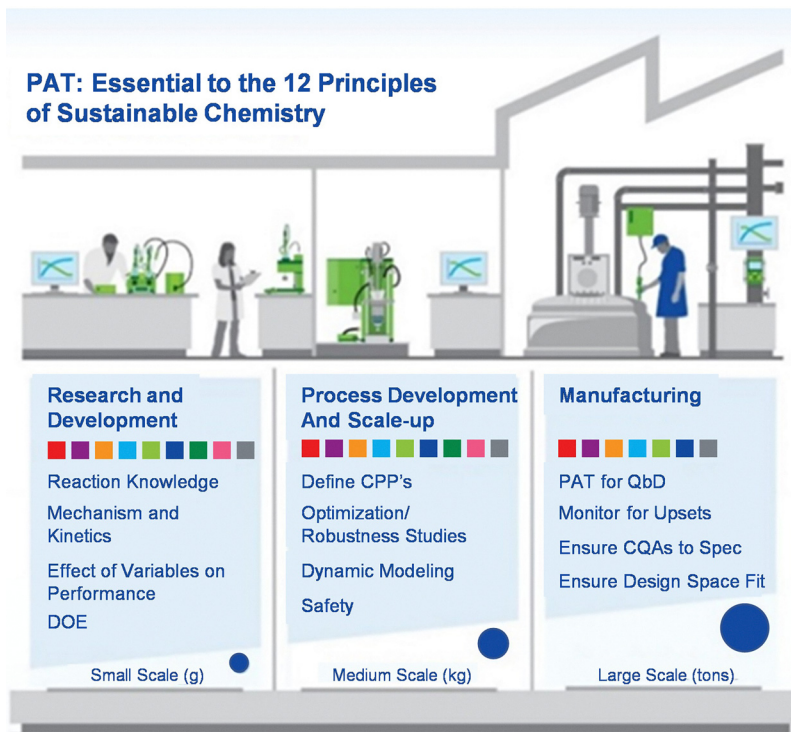 PAT: Essential to the 12 Principles
of Sustainable Chemistry
Research and
Development
Reaction Knowledge
Mechanism and
Kinetics
Effect of Variables on
Performance
DOE
Small Scale (g)
Process Development
And Scale-up
Define CPP's
Optimization/
Robustness Studies
Dynamic Modeling
Safety
Medium Scale (kg)
Manufacturing
PAT for QbD
Monitor for Upsets
Ensure CQAs to Spec
Ensure Design Space Fit
Large Scale (tons)